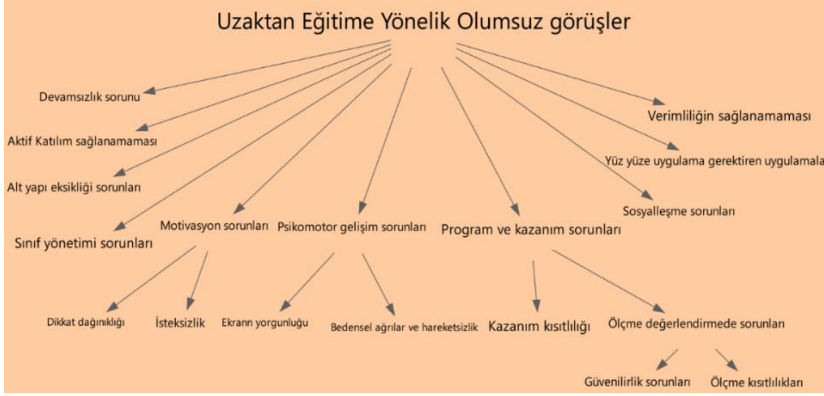 Uzaktan Eğitime Yönelik Olumsuz görüşler
Devamsızlık sorunu
Verimliliğin sağlanamaması
Aktif Katılım sağlanamaması
Yüz yüze uygulama gerektiren uygulamala
Alt yapı eksikliği sorunları
Sosyalleşme sorunları
Sınıf yönetimi sorunları
Motivasyon sorunları
Psikomotor gelişim sorunları
Program ve kazanım sorunları
Dikkat dağınıklığı
İsteksizlik
Ekrann yorgunluğu
Bedensel ağrılar ve hareketsizlik
Kazanım kısıtlılığı
Ölçme değerlendirmede sorunları
Güvenilirlik sorunları
Ölçme kısıtlılıkları